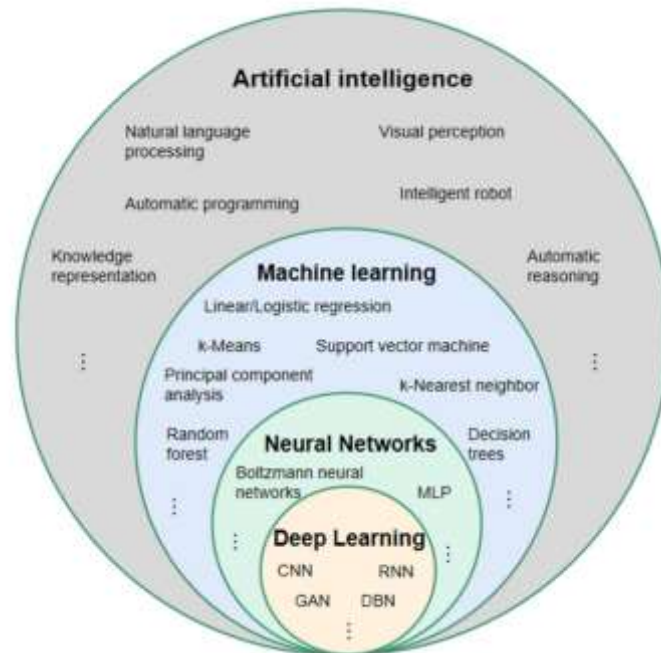 Artificial intelligence
Natural language
processing
Visual perception
Automatic programming
Intelligent robot
Knowledge
representation
Automatic
reasoning
Machine learning
Linear/Logistic regression
k-Means
Support vector machine
Principal component
analysis
k-Nearest neighbor
Random
forest
Decision
trees
Neural Networks
Boltzmann neural
networks
MLP
Deep Learning
CNN
RNN
GAN
DBN